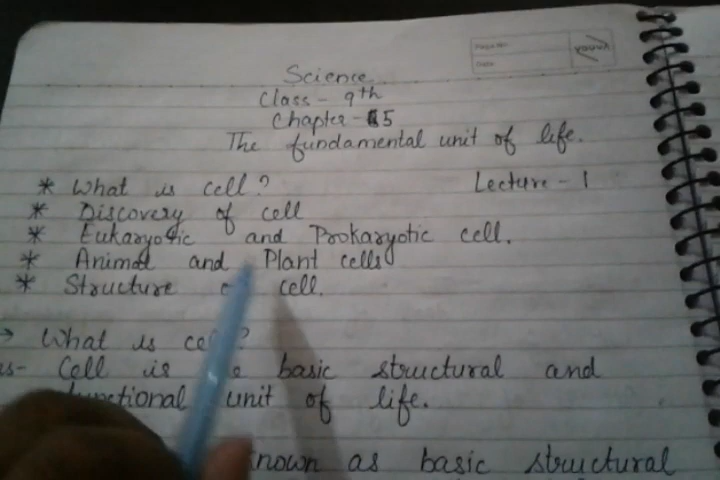 Science
Class - 9th
Chapter - 5
The fundamental unit of life.
Lecture - 1
* What is cell?
* Discovery of cell
* Eukaryotic and Prokaryotic cell.
* Animal and Plant cells
* Structure cell.
→ What is
Cell is basic structural and
unit of life.
known as basic structural